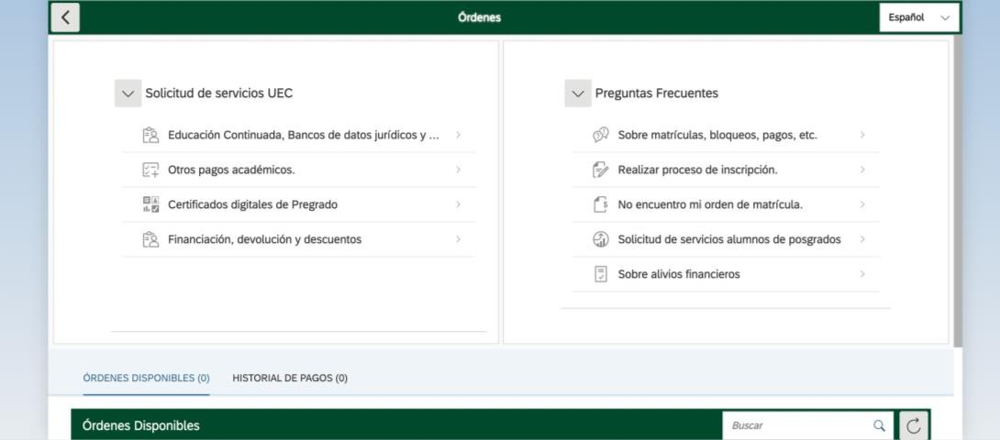 Órdenes
Español
Solicitud de servicios UEC
Educación Continuada, Bancos de datos jurídicos y ...
Otros pagos académicos.
Certificados digitales de Pregrado
Financiación, devolución y descuentos
Preguntas Frecuentes
Sobre matrículas, bloqueos, pagos, etc.
Realizar proceso de inscripción.
No encuentro mi orden de matrícula.
Solicitud de servicios alumnos de posgrados
Sobre alivios financieros
ÓRDENES DISPONIBLES (0)
HISTORIAL DE PAGOS (0)
Órdenes Disponibles
Buscar